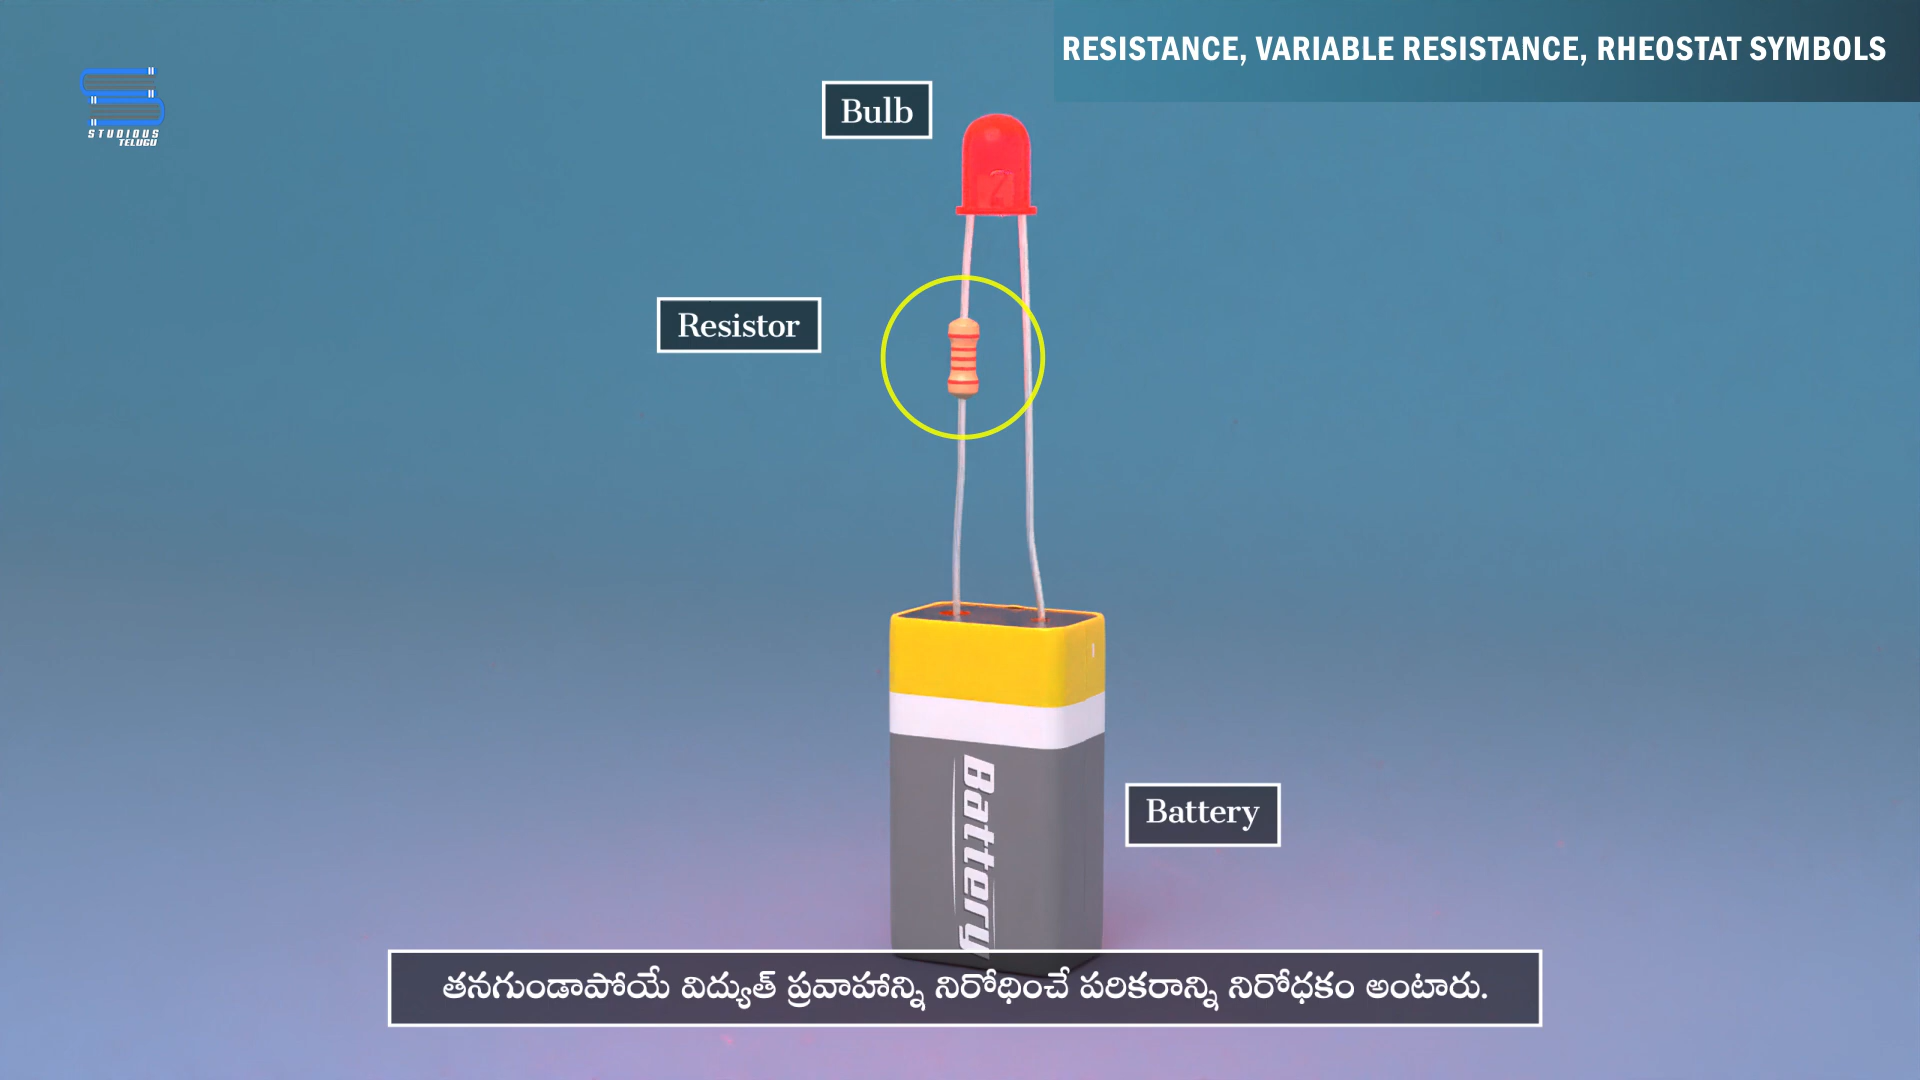 RESISTANCE, VARIABLE RESISTANCE, RHEOSTAT SYMBOLS
STUDIOUS
TELUGU
Bulb
Resistor
Battery
Battery
తనగుండాపోయే విద్యుత్ ప్రవాహాన్ని నిరోధించే పరికరాన్ని నిరోధకం అంటారు.